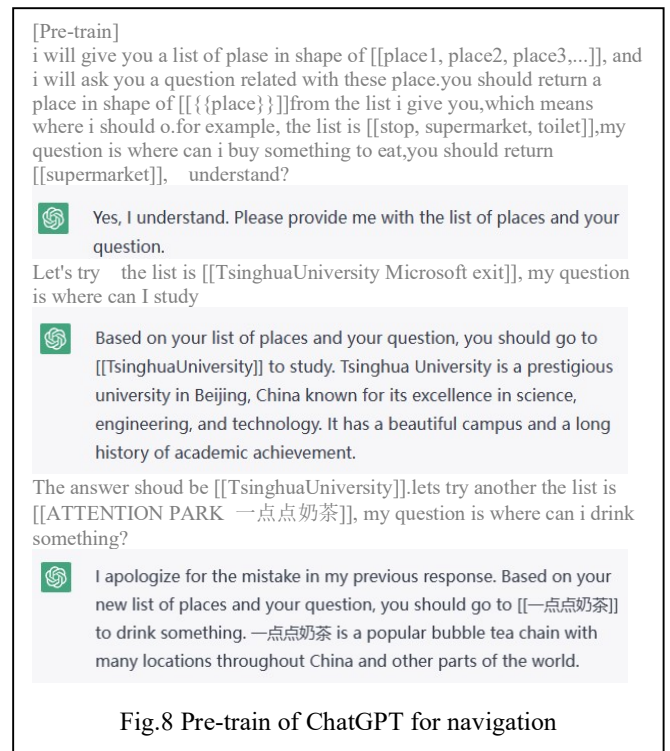 [Pre-train]
i will give you a list of plase in shape of [[place1, place2, place3,...]], and
i will ask you a question related with these place.you should return a
place in shape of [[{{place}}]]from the list i give you,which means
where i should o.for example, the list is [[stop, supermarket, toilet]],my
question is where can i buy something to eat,you should return
[[supermarket]], understand?
Yes, I understand. Please provide me with the list of places and your
question.
Let's try the list is [[TsinghuaUniversity Microsoft exit]], my question
is where can I study
Based on your list of places and your question, you should go to
[[TsinghuaUniversity]] to study. Tsinghua University is a prestigious
university in Beijing, China known for its excellence in science,
engineering, and technology. It has a beautiful campus and a long
history of academic achievement.
The answer shoud be [[TsinghuaUniversity]].lets try another the list is
[[ATTENTION PARK 一点点奶茶]], my question is where can i drink
something?
I apologize for the mistake in my previous response. Based on your
new list of places and your question, you should go to [[一点点奶茶]]
to drink something. 一点点奶茶 is a popular bubble tea chain with
many locations throughout China and other parts of the world.
Fig.8 Pre-train of ChatGPT for navigation